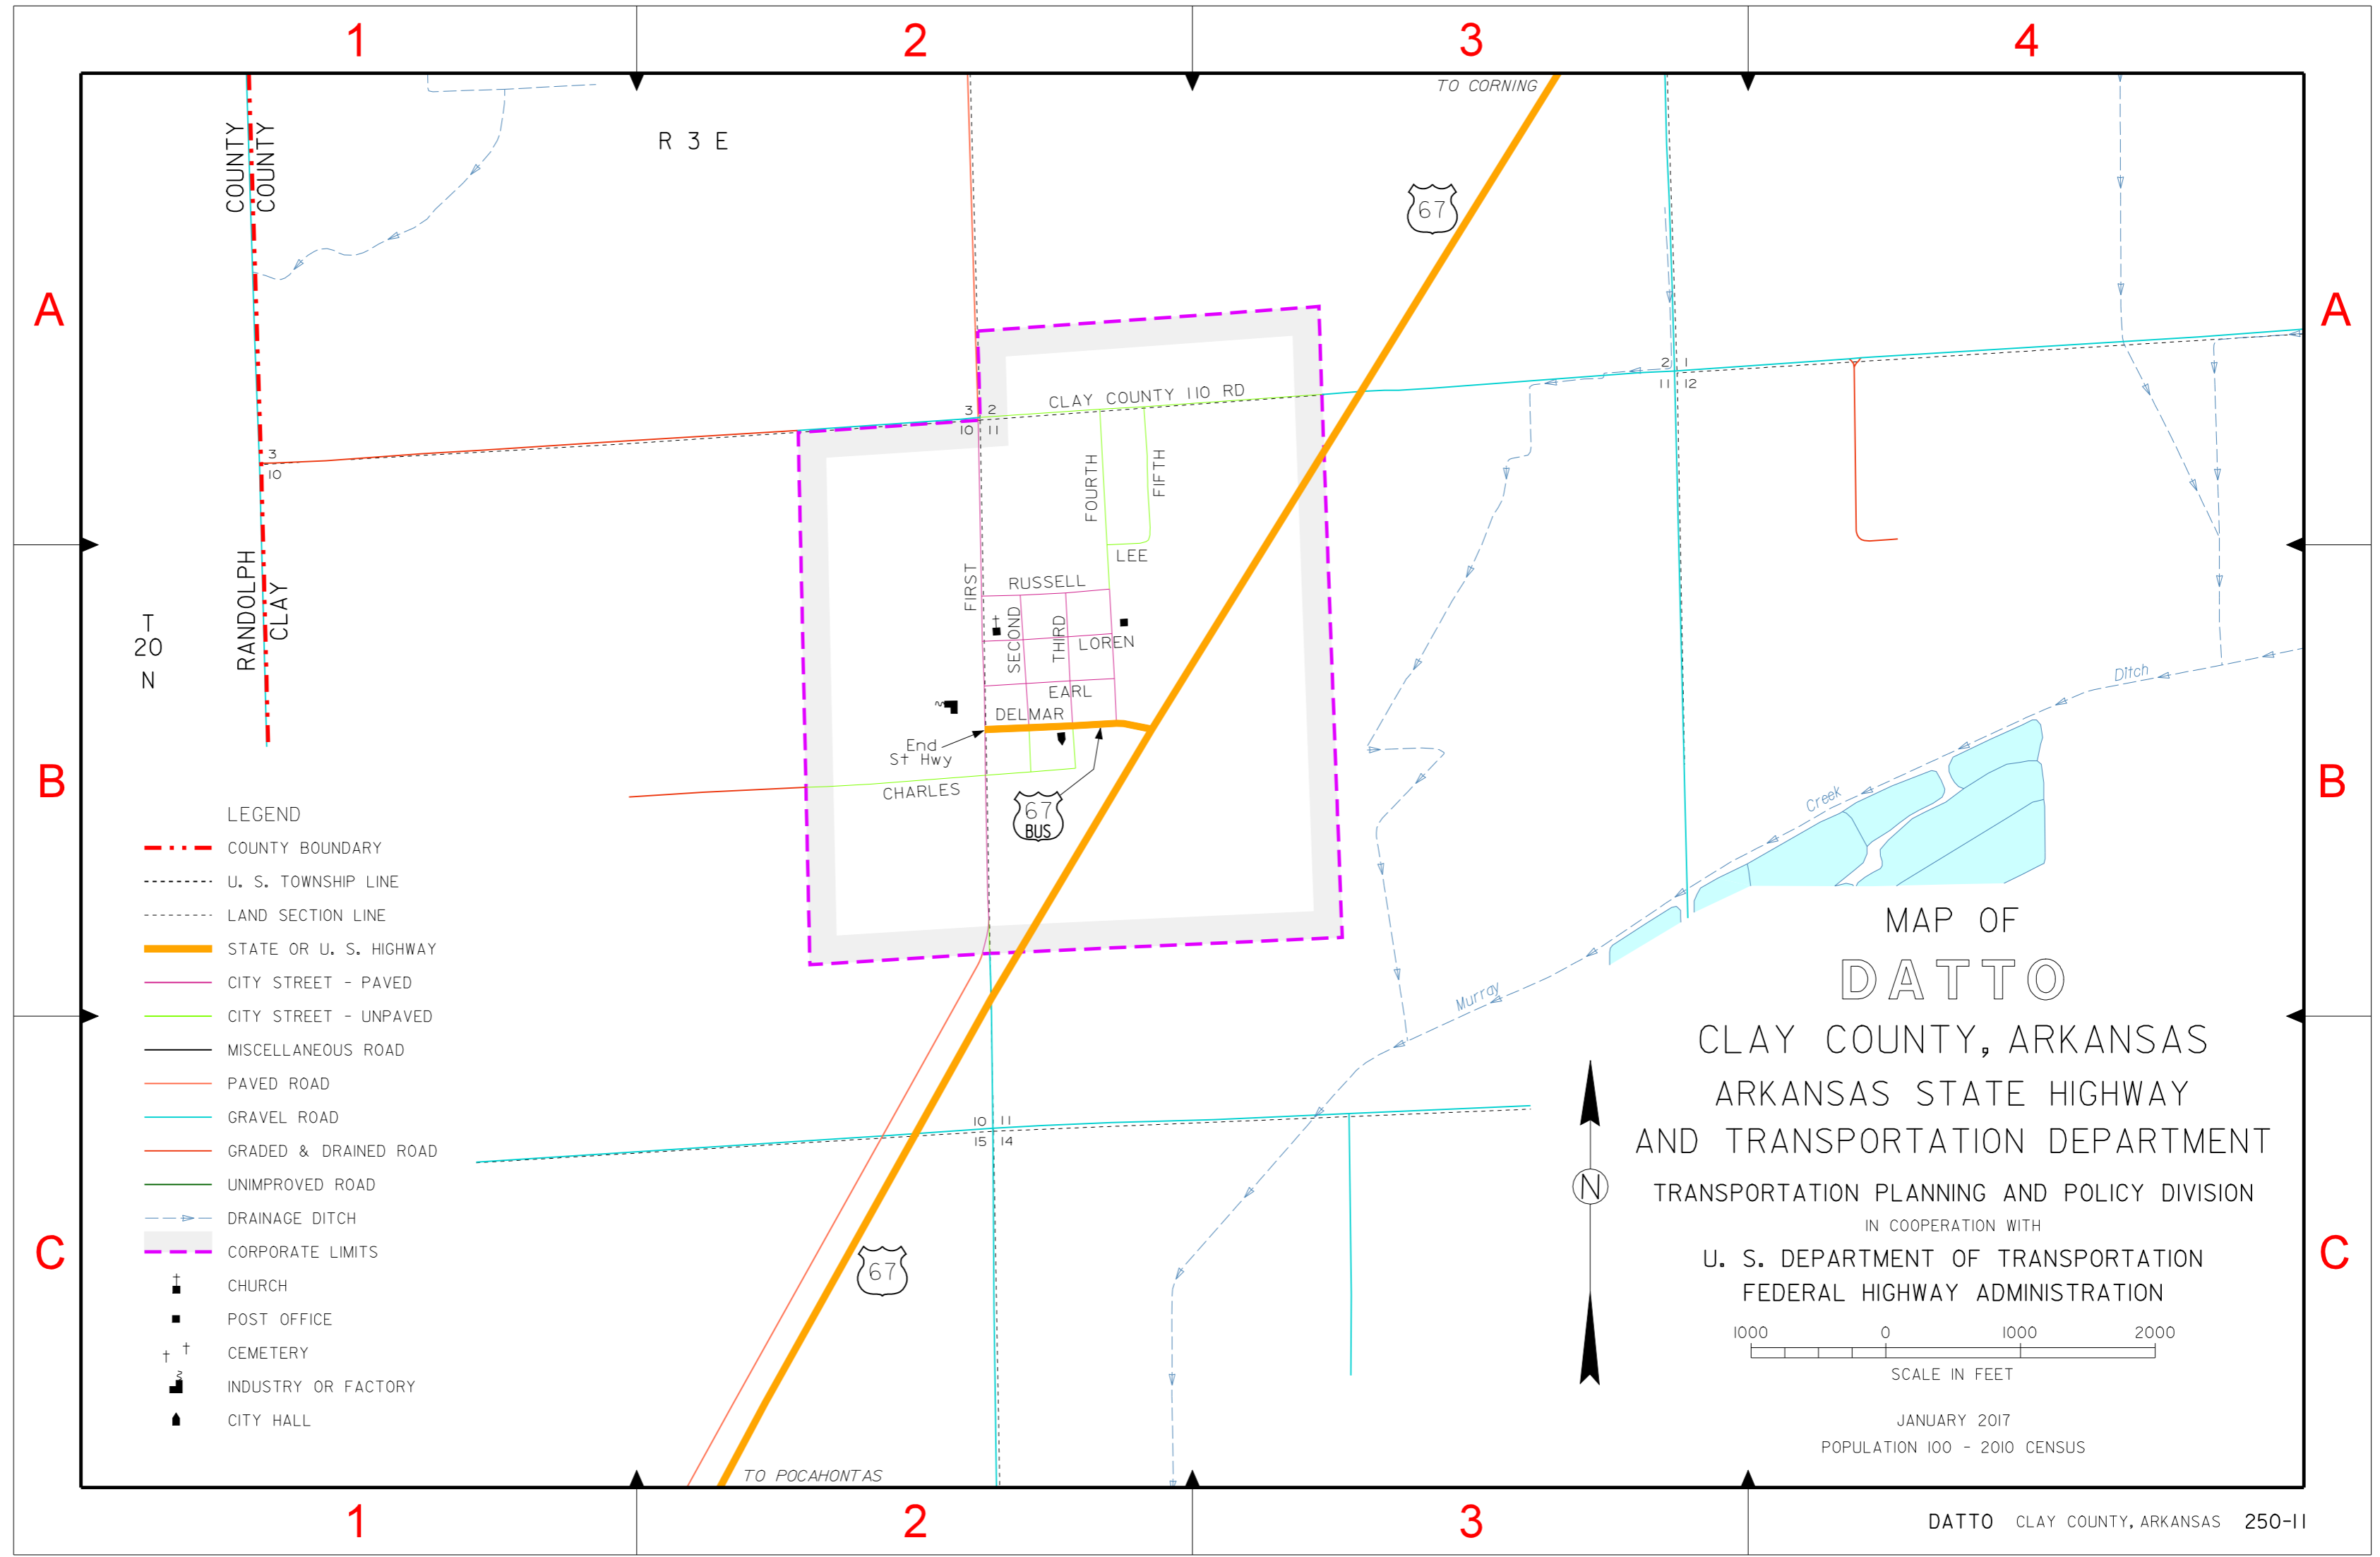 1 2 3 4
TO CORNING
COUNTY
COUNTY
R 3 E
67
A
A
CLAY COUNTY 110 RD
2 1
11 12
3 2
10 11
3
10
FOURTH
FIFTH
LEE
RUSSELL
FIRST
SECOND
THIRD
LOREN
EARL
DELMAR
RANDOLPH
CLAY
T
20
N
End
St Hwy
CHARLES
67
BUS
B
B
Ditch
Creek
Murray
LEGEND
COUNTY BOUNDARY
U. S. TOWNSHIP LINE
LAND SECTION LINE
STATE OR U. S. HIGHWAY
CITY STREET - PAVED
CITY STREET - UNPAVED
MISCELLANEOUS ROAD
PAVED ROAD
GRAVEL ROAD
GRADED & DRAINED ROAD
UNIMPROVED ROAD
DRAINAGE DITCH
CORPORATE LIMITS
CHURCH
POST OFFICE
CEMETERY
INDUSTRY OR FACTORY
CITY HALL
10 11
15 14
67
TO POCAHONTAS
C
C
N
MAP OF
DATTO
CLAY COUNTY, ARKANSAS
ARKANSAS STATE HIGHWAY
AND TRANSPORTATION DEPARTMENT
TRANSPORTATION PLANNING AND POLICY DIVISION
IN COOPERATION WITH
U. S. DEPARTMENT OF TRANSPORTATION
FEDERAL HIGHWAY ADMINISTRATION
1000 0 1000 2000
SCALE IN FEET
JANUARY 2017
POPULATION 100 - 2010 CENSUS
1 2 3
DATTO CLAY COUNTY, ARKANSAS 250-11